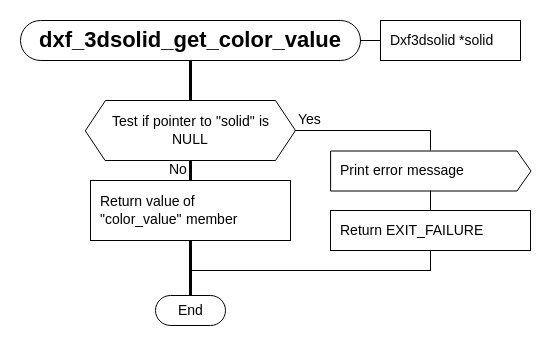 dxf_3dsolid_get_color_value
Dxf3dsolid *solid
Test if pointer to "solid" is
NULL
Yes
No
Print error message
Return value of
"color_value" member
Return EXIT_FAILURE
End